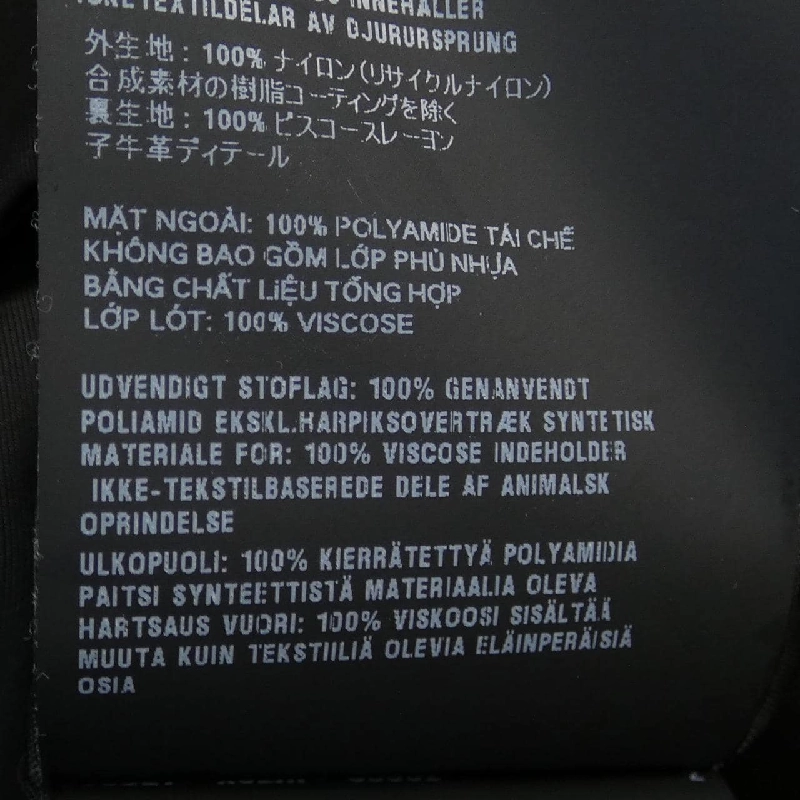 INNEHÅLLER
ICKE TEXTILDELAR AV DJURURSPRUNG
外生地 : 100% ナイロン(リサイクルナイロン)
合成素材の樹脂コーティングを除く
裏生地 : 100% ビスコースレーヨン
子牛革ディテール
MẶT NGOÀI: 100% POLYAMIDE TÁI CHẾ
KHÔNG BAO GỒM LỚP PHỦ NHỰA
BẰNG CHẤT LIỆU TỔNG HỢP
LỚP LÓT: 100% VISCOSE
UDVENDIGT STOFLAG: 100% GENANVENDT
POLIAMID EKSKL.HARPIKSOVERTRÆK SYNTETISK
MATERIALE FOR: 100% VISCOSE INDEHOLDER
IKKE-TEKSTILBASEREDE DELE AF ANIMALSK
OPRINDELSE
ULKOPUOLI: 100% KIERRÄTETTYÄ POLYAMIDIA
PAITSI SYNTEETTISTÄ MATERIAALIA OLEVA
HARTSAUS VUORI: 100% VISKOOSI SISÄLTÄÄ
MUUTA KUIN TEKSTIILIÄ OLEVIA ELÄINPERÄISIÄ
OSIA